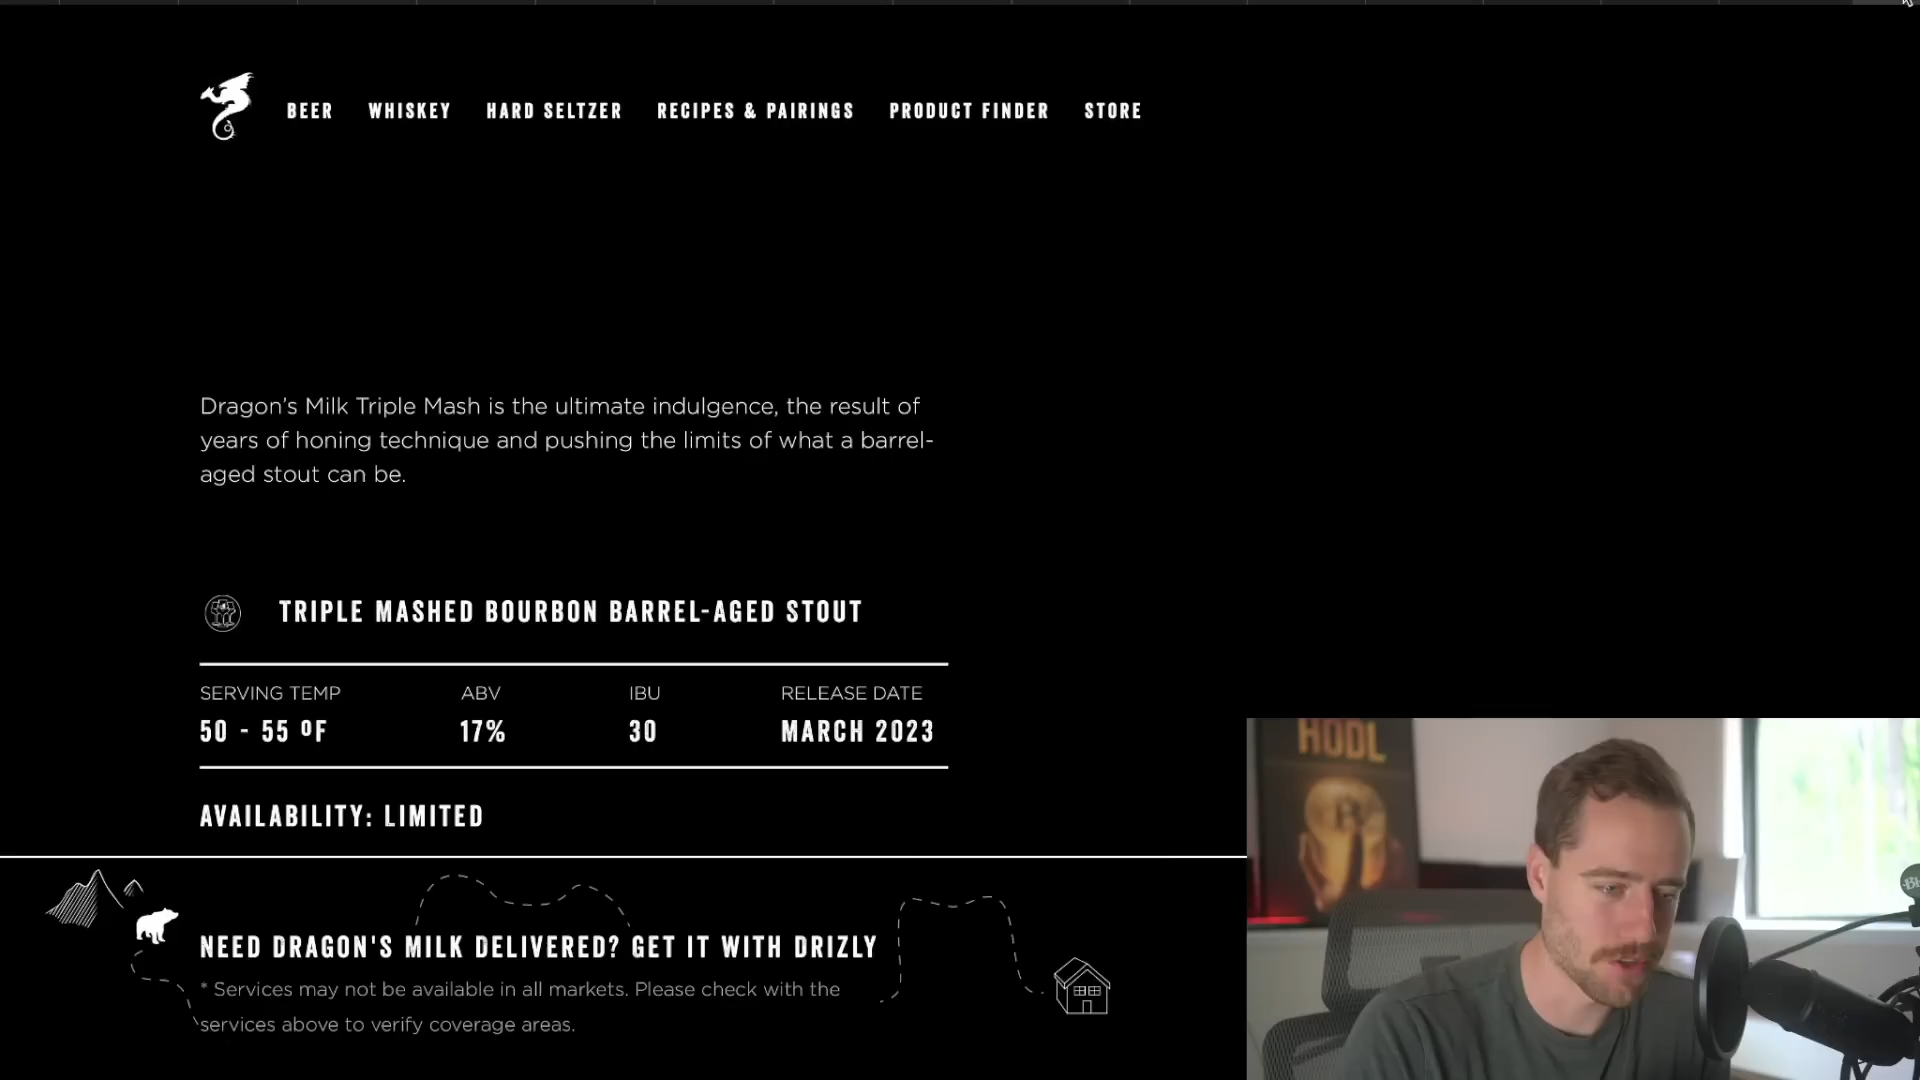 BEER WHISKEY HARD SELTZER RECIPES & PAIRINGS PRODUCT FINDER STORE
Dragon’s Milk Triple Mash is the ultimate indulgence, the result of
years of honing technique and pushing the limits of what a barrel-
aged stout can be.
TRIPLE MASHED BOURBON BARREL-AGED STOUT
SERVING TEMP ABV IBU RELEASE DATE
50 - 55 ºF 17% 30 MARCH 2023
AVAILABILITY: LIMITED
NEED DRAGON'S MILK DELIVERED? GET IT WITH DRIZLY
* Services may not be available in all markets. Please check with the
services above to verify coverage areas.
HODL
B